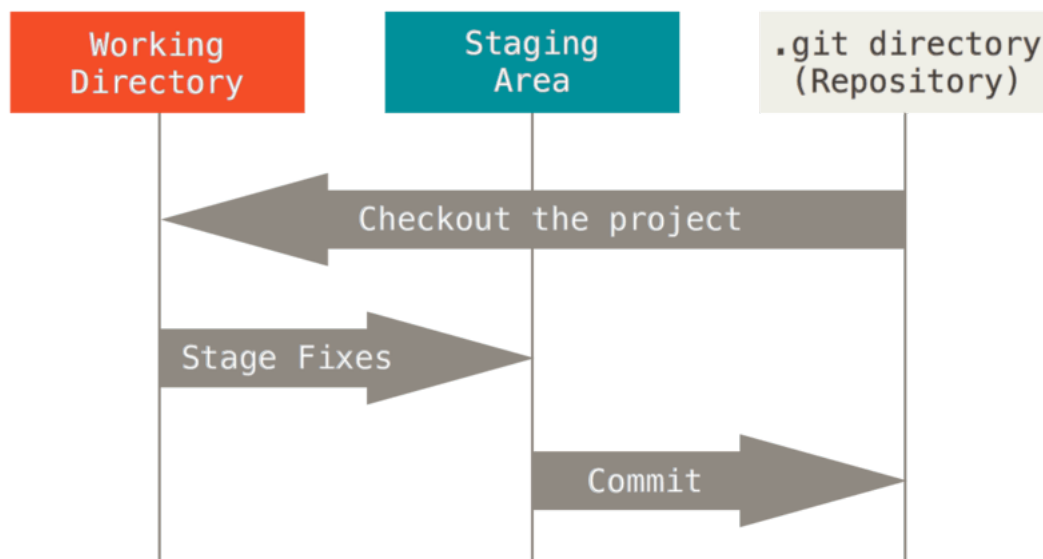 Working
Directory
Staging
Area
.git directory
(Repository)
Checkout the project
Stage Fixes
Commit